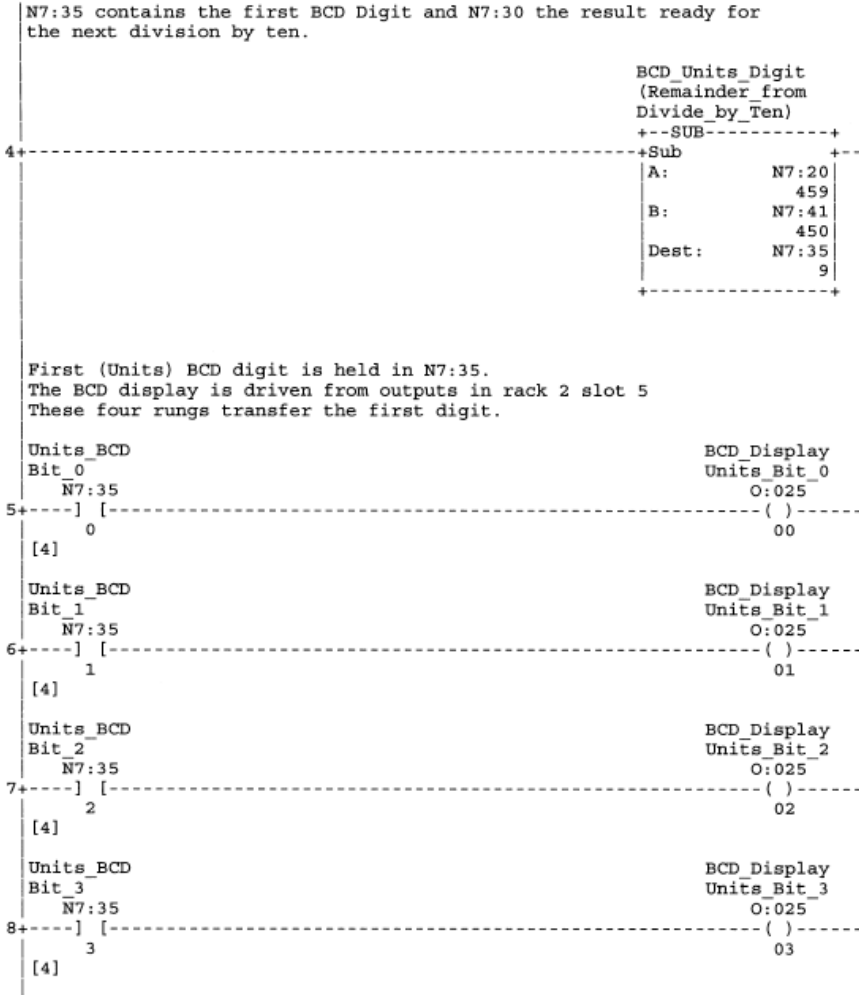 N7:35 contains the first BCD Digit and N7:30 the result ready for
the next division by ten.
BCD_Units_Digit
(Remainder_from
Divide_by_Ten)
+--SUB-----------+
4+-------------------------------------------------+Sub +--
|A: N7:20|
| 459|
|B: N7:41|
| 450|
|Dest: N7:35|
| 9|
+----------------+
First (Units) BCD digit is held in N7:35.
The BCD display is driven from outputs in rack 2 slot 5
These four rungs transfer the first digit.
Units_BCD BCD_Display
Bit_0 Units_Bit_0
N7:35 O:025
5+----] [----------------------------------------------------( )------
0 00
[4]
Units_BCD BCD_Display
Bit_1 Units_Bit_1
N7:35 O:025
6+----] [----------------------------------------------------( )------
1 01
[4]
Units_BCD BCD_Display
Bit_2 Units_Bit_2
N7:35 O:025
7+----] [----------------------------------------------------( )------
2 02
[4]
Units_BCD BCD_Display
Bit_3 Units_Bit_3
N7:35 O:025
8+----] [----------------------------------------------------( )------
3 03
[4]